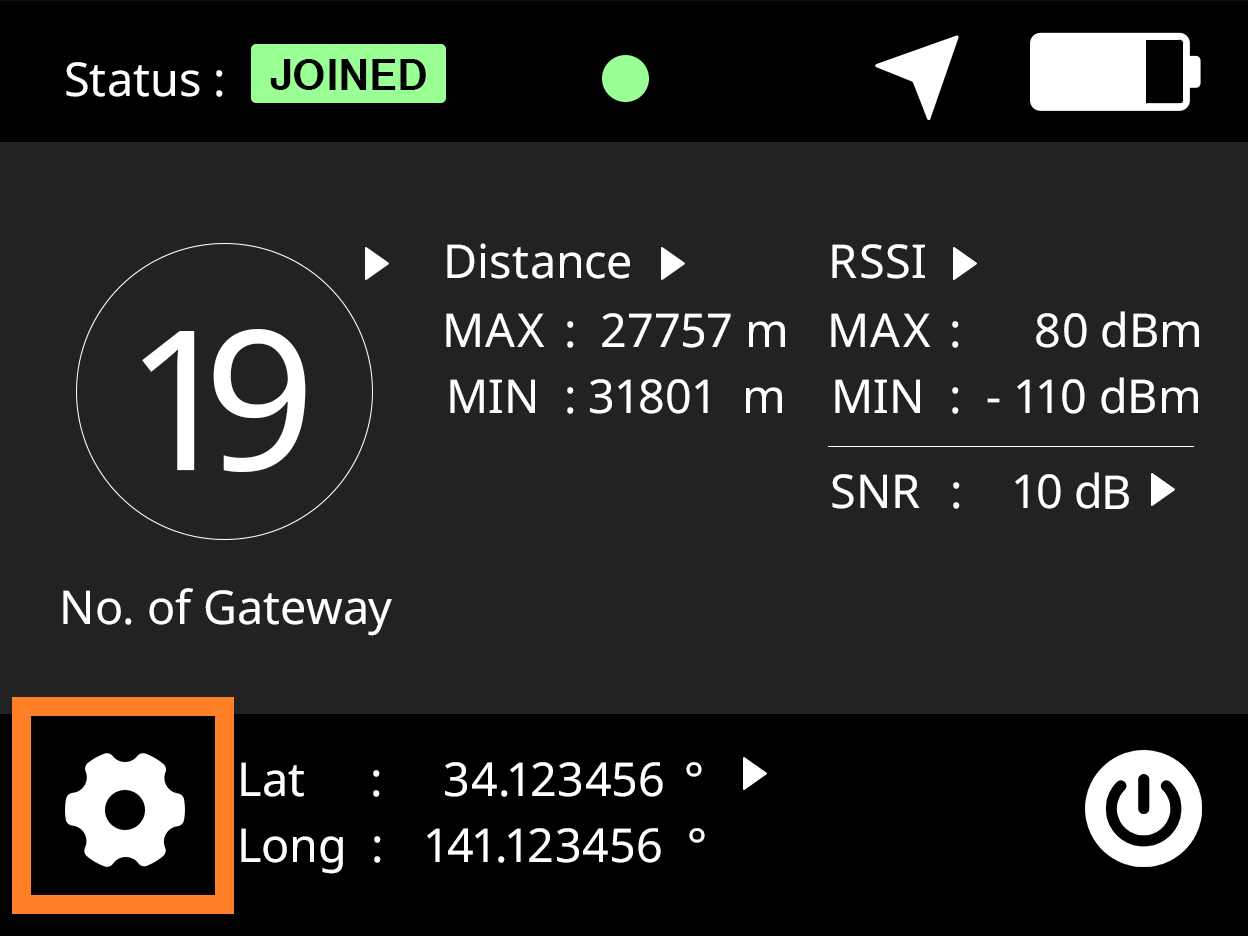 Status : JOINED
Distance
RSSI
MAX : 27757 m
MAX : 80 dBm
MIN : 31801 m
MIN : - 110 dBm
19
SNR : 10 dB
No. of Gateway
Lat : 34.123456 °
Long : 141.123456 °